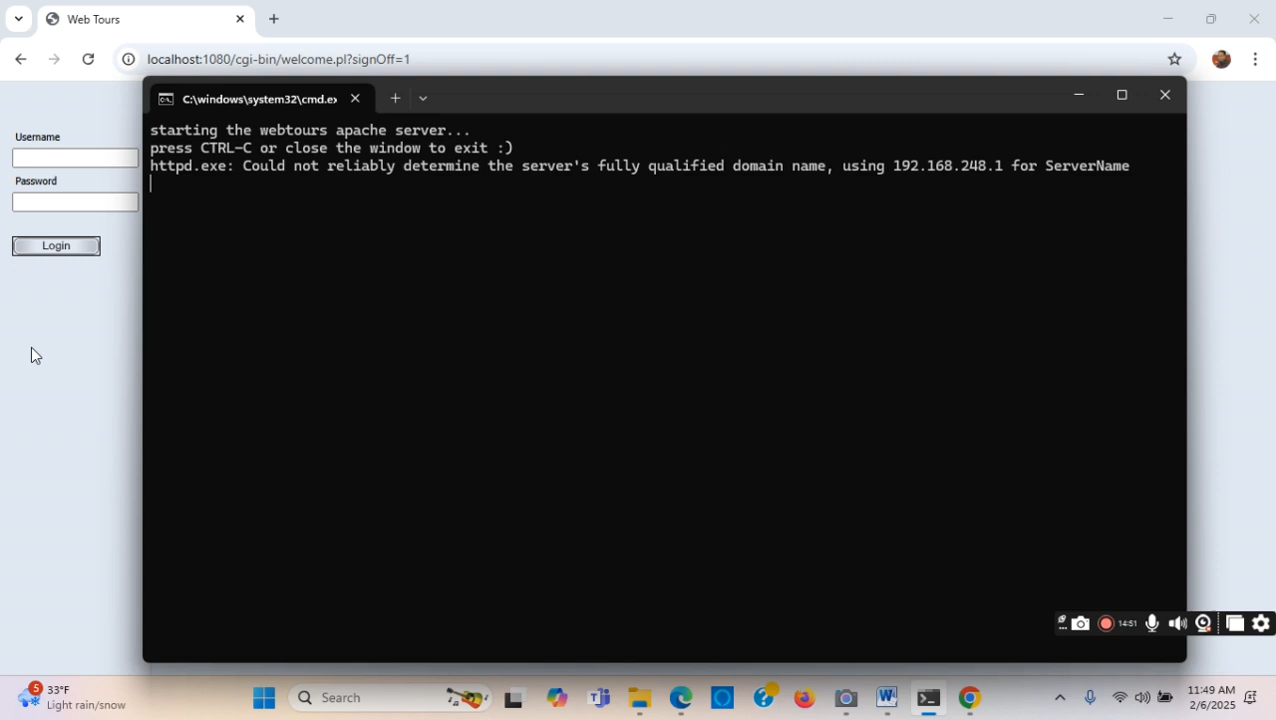 Web Tours
localhost:1080/cgi-bin/welcome.pl?signOff=1
C:\windows\system32\cmd.ex
Username
Password
Login
starting the webtours apache server...
press CTRL-C or close the window to exit :)
httpd.exe: Could not reliably determine the server's fully qualified domain name, using 192.168.248.1 for ServerName
14:51
5
33°F
Light rain/snow
Search
11:49 AM
2/6/2025